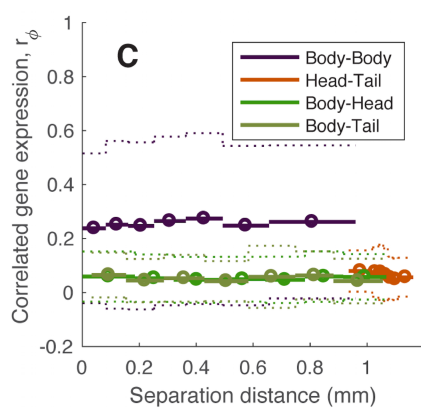 C
Body-Body
Head-Tail
Body-Head
Body-Tail
Correlated gene expression, rϕ
1
0.8
0.6
0.4
0.2
0
-0.2
0 0.2 0.4 0.6 0.8 1
Separation distance (mm)